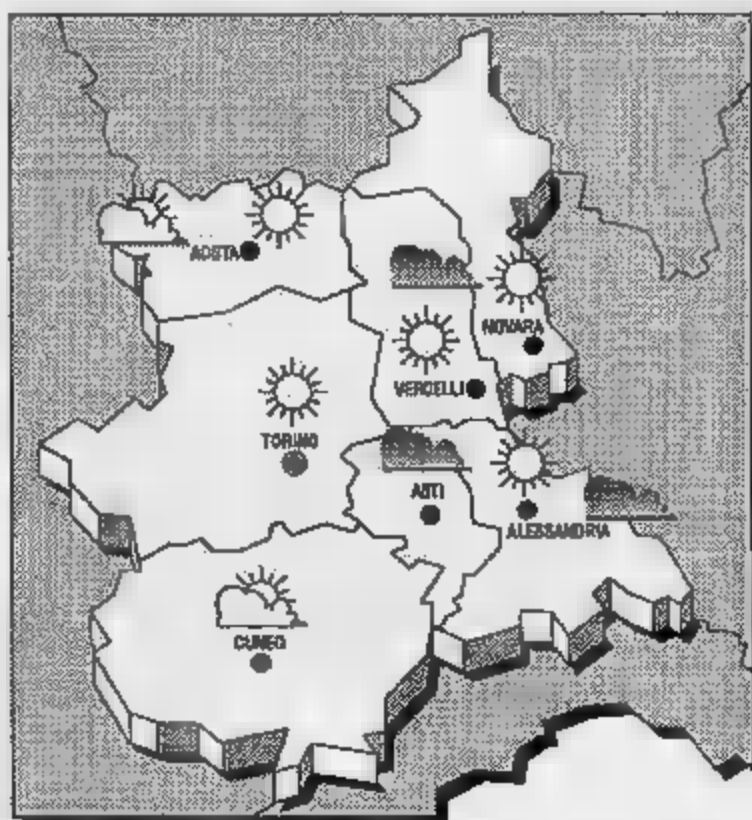 AOSTA
NOVARA
VERCELLI
TORINO
ASTI
ALESSANDRIA
CUNEO